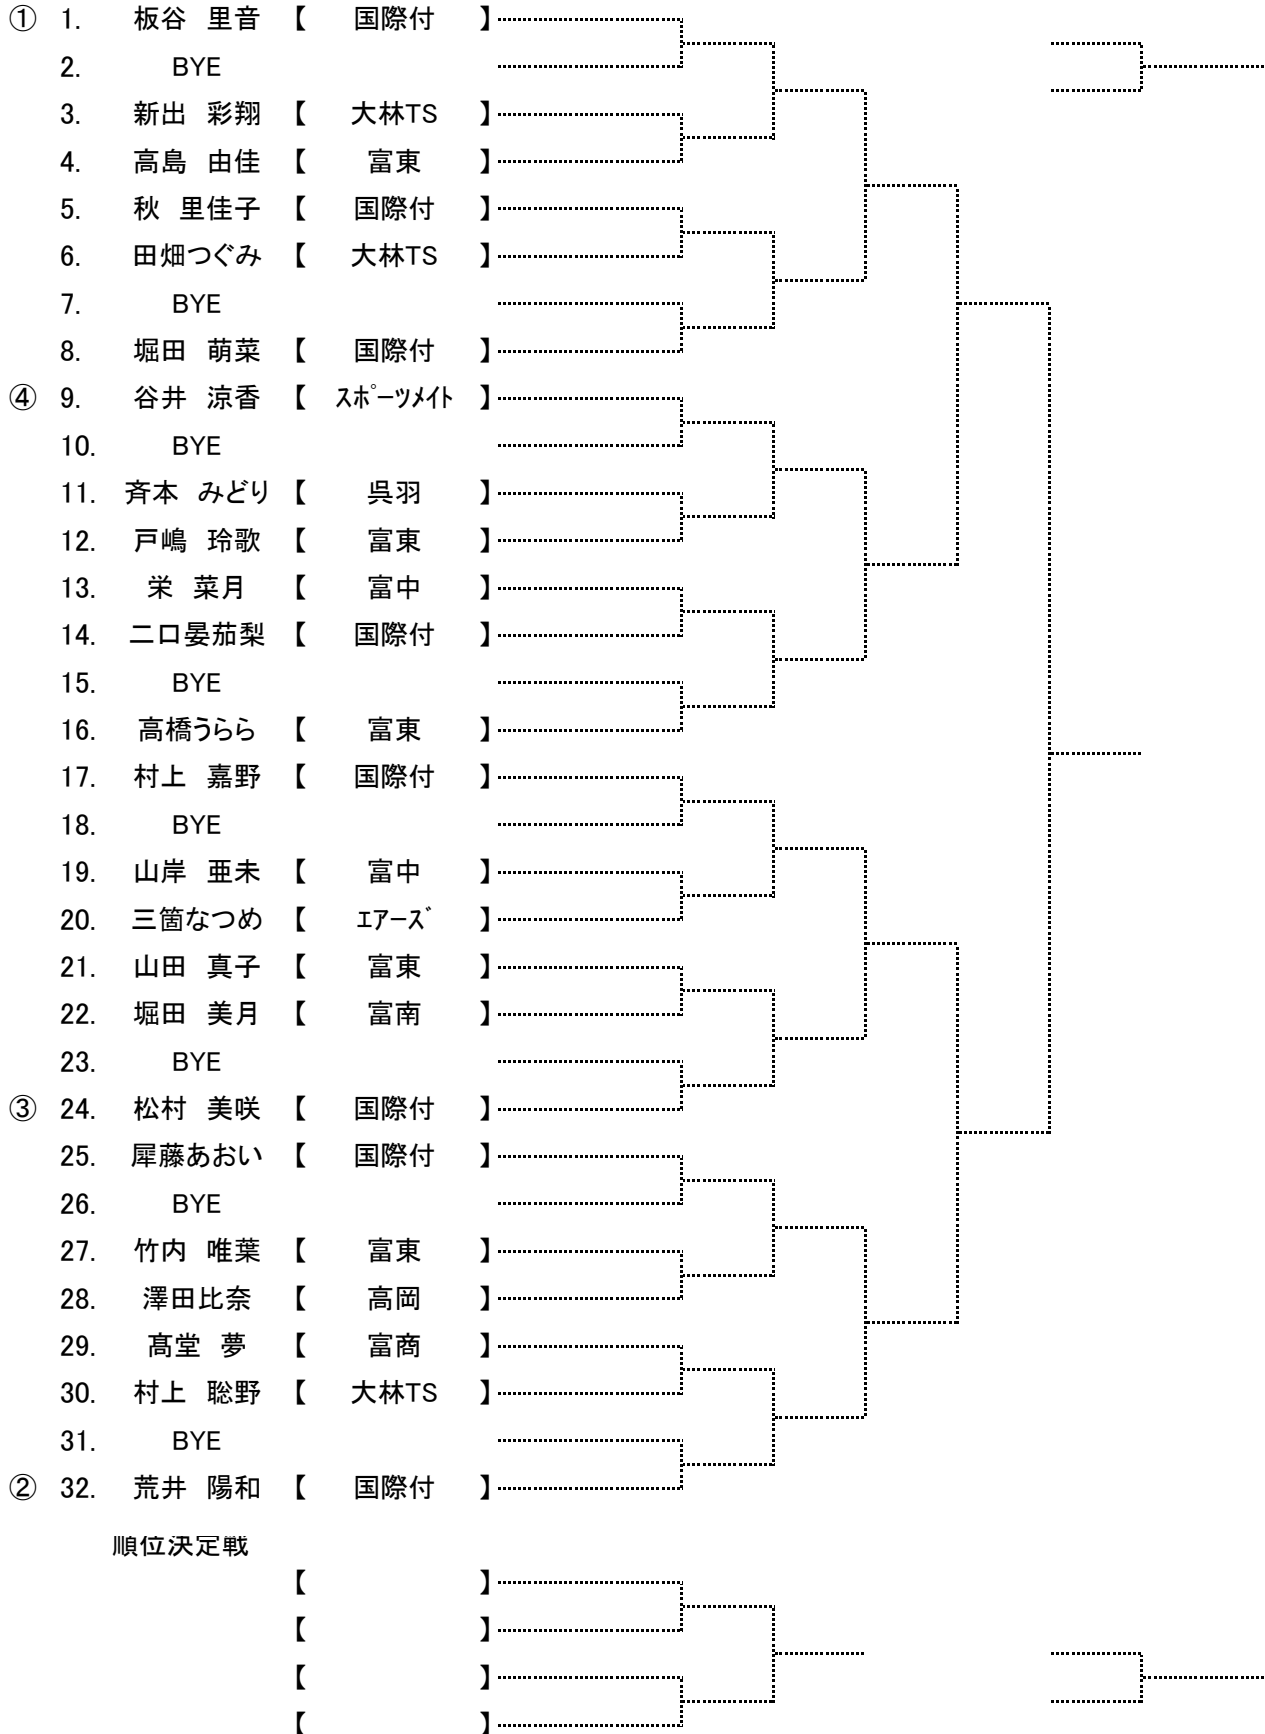 ① 1. 板谷 里音 【 国際付 】
2. BYE
3. 新出 彩翔 【 大林TS 】
4. 高島 由佳 【 富東 】
5. 秋 里佳子 【 国際付 】
6. 田畑つぐみ 【 大林TS 】
7. BYE
8. 堀田 萌菜 【 国際付 】
④ 9. 谷井 涼香 【 ｽﾎﾟｰﾂﾒｲﾄ 】
10. BYE
11. 斉本 みどり 【 呉羽 】
12. 戸嶋 玲歌 【 富東 】
13. 栄 菜月 【 富中 】
14. 二口晏茄梨 【 国際付 】
15. BYE
16. 高橋うらら 【 富東 】
17. 村上 嘉野 【 国際付 】
18. BYE
19. 山岸 亜未 【 富中 】
20. 三箇なつめ 【 ｴｱｰｽﾞ 】
21. 山田 真子 【 富東 】
22. 堀田 美月 【 富南 】
23. BYE
③ 24. 松村 美咲 【 国際付 】
25. 犀藤あおい 【 国際付 】
26. BYE
27. 竹内 唯葉 【 富東 】
28. 澤田比奈 【 高岡 】
29. 髙堂 夢 【 富商 】
30. 村上 聡野 【 大林TS 】
31. BYE
② 32. 荒井 陽和 【 国際付 】
順位決定戦
【 】
【 】
【 】
【 】